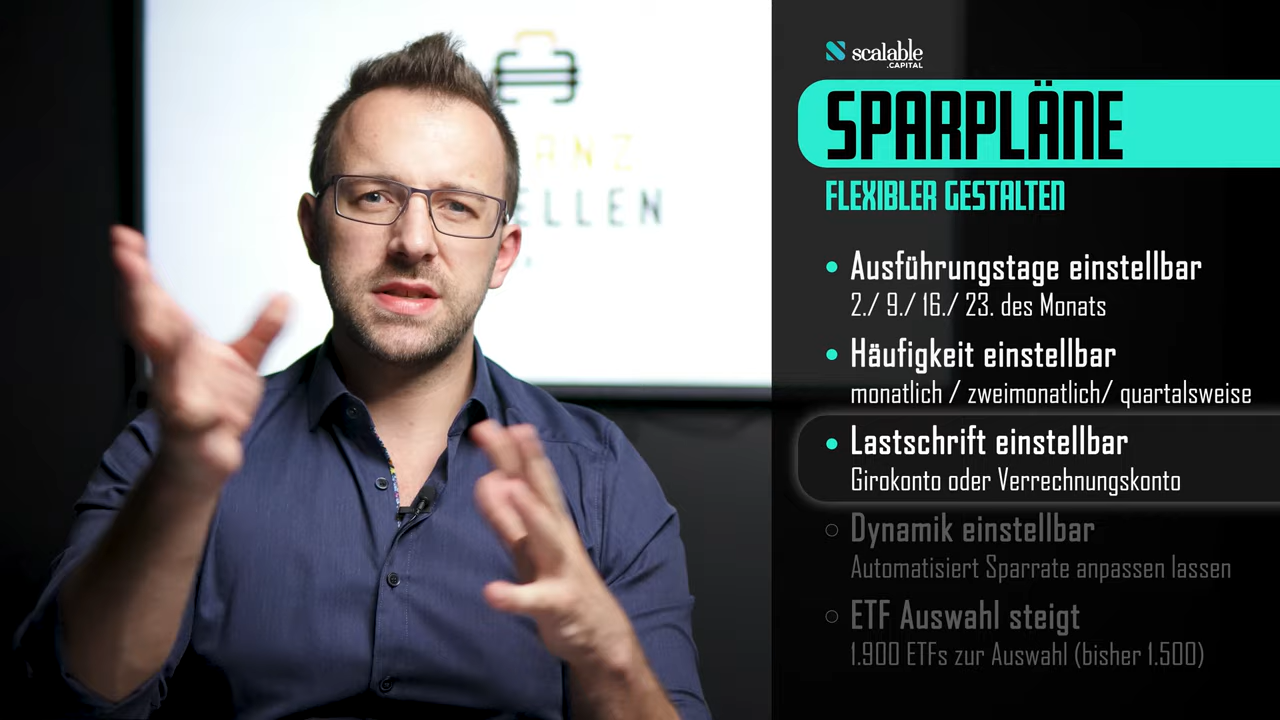 ANZ
ELLEN
scalable
.CAPITAL
SPARPLÄNE
FLEXIBLER GESTALTEN
• Ausführungstage einstellbar
2./ 9./ 16./ 23. des Monats
• Häufigkeit einstellbar
monatlich / zweimonatlich/ quartalsweise
• Lastschrift einstellbar
Girokonto oder Verrechnungskonto
○ Dynamik einstellbar
Automatisiert Sparrate anpassen lassen
○ ETF Auswahl steigt
1.900 ETFs zur Auswahl (bisher 1.500)